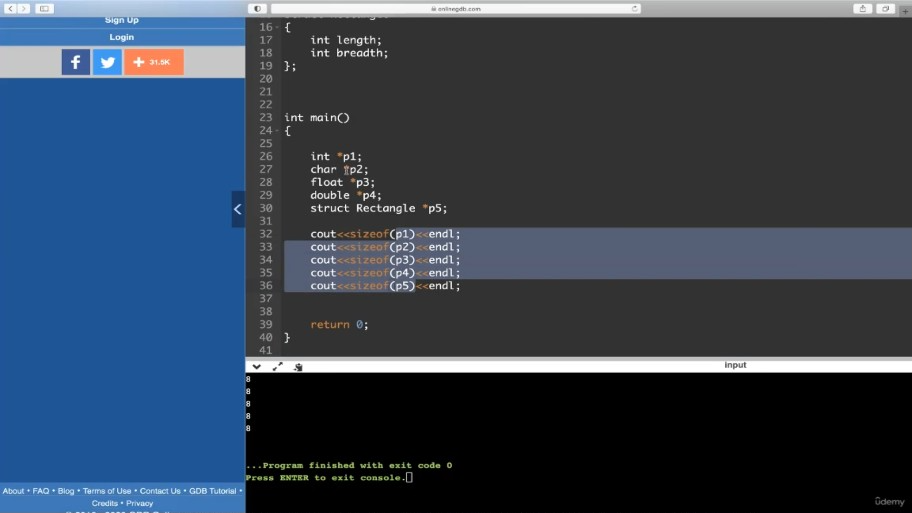 onlinegdb.com
Sign Up
Login
f
+ 31.5K
16 {
17 int length;
18 int breadth;
19 };
20
21
22
23 int main()
24 {
25
26 int *p1;
27 char *p2;
28 float *p3;
29 double *p4;
30 struct Rectangle *p5;
31
32 cout<<sizeof(p1)<<endl;
33 cout<<sizeof(p2)<<endl;
34 cout<<sizeof(p3)<<endl;
35 cout<<sizeof(p4)<<endl;
36 cout<<sizeof(p5)<<endl;
37
38
39 return 0;
40 }
41
input
8
8
8
8
8
...Program finished with exit code 0
Press ENTER to exit console.
About • FAQ • Blog • Terms of Use • Contact Us • GDB Tutorial •
Credits • Privacy
ûdemy